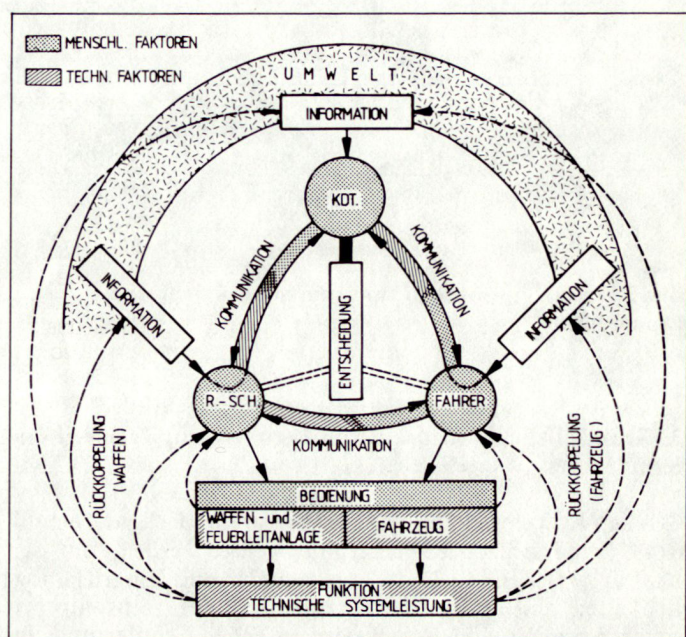 MENSCHL. FAKTOREN
TECHN. FAKTOREN
UMWELT
INFORMATION
KDT.
KOMMUNIKATION
KOMMUNIKATION
INFORMATION
ENTSCHEIDUNG
INFORMATION
R.-SCH.
FAHRER
KOMMUNIKATION
RÜCKKOPPELUNG
(WAFFEN)
RÜCKKOPPELUNG
(FAHRZEUG)
BEDIENUNG
WAFFEN- und
FEUERLEITANLAGE
FAHRZEUG
FUNKTION
TECHNISCHE SYSTEMLEISTUNG